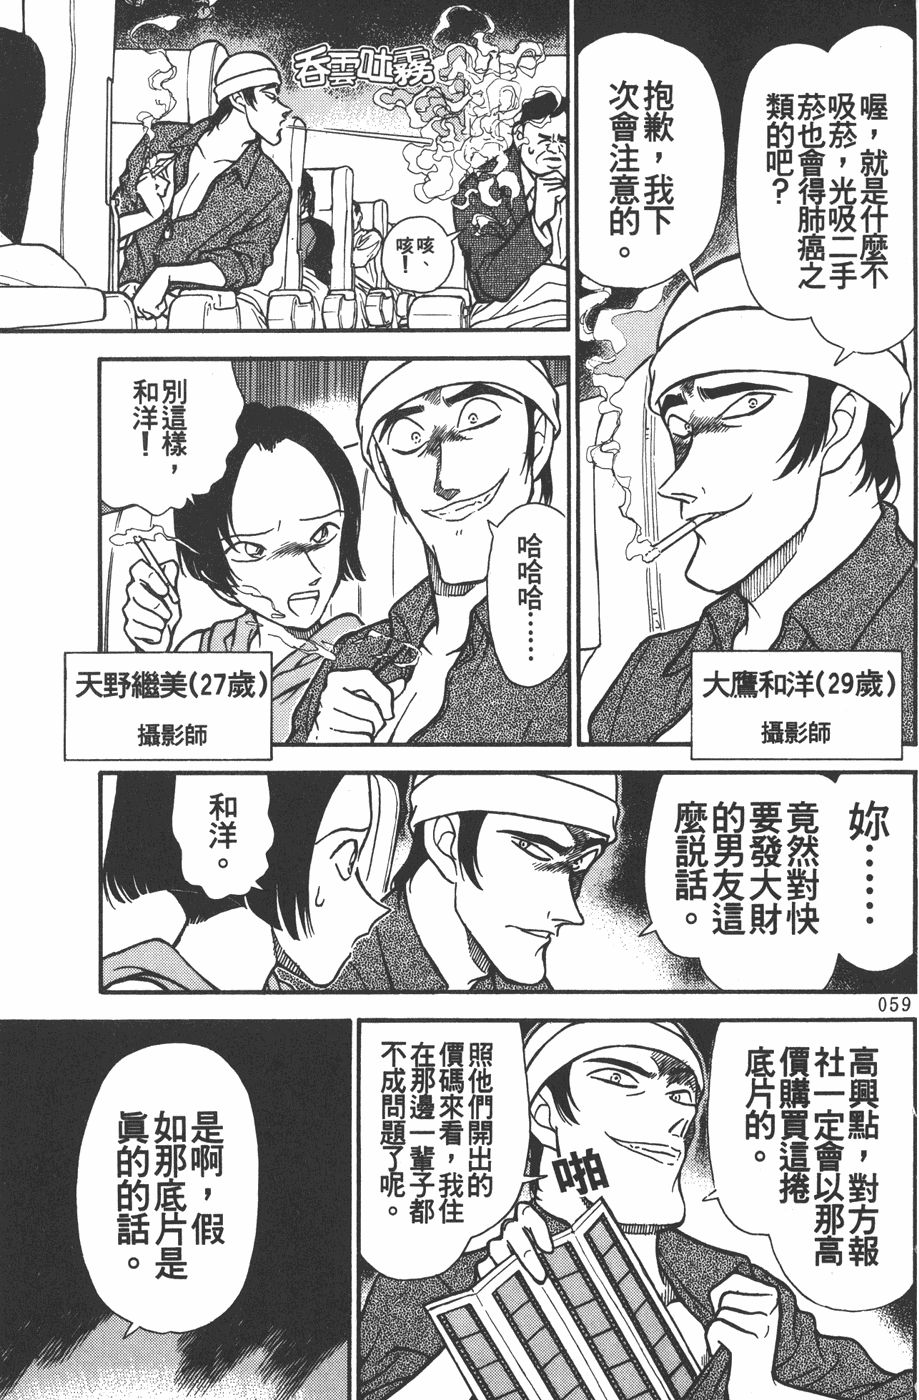 喔，就是什麼不
吸菸，光吸二手
菸也會得肺癌之
類的吧？
抱歉，我下
次會注意的。
大鷹和洋(29歲)
攝影師
吞雲吐霧
咳、
咳！
哈哈哈……
別這樣，
和洋！
天野繼美(27歲)
攝影師
妳……
竟然對快
要發大財
的男友這
麼説話。
和洋。
059
高興點，對方報
社一定會以那高
價購買這捲
底片的。
啪
照他們開出的
價碼來看，我住
在那邊一輩子都
不成問題了呢。
是啊，假
如那底片是
眞的的話。